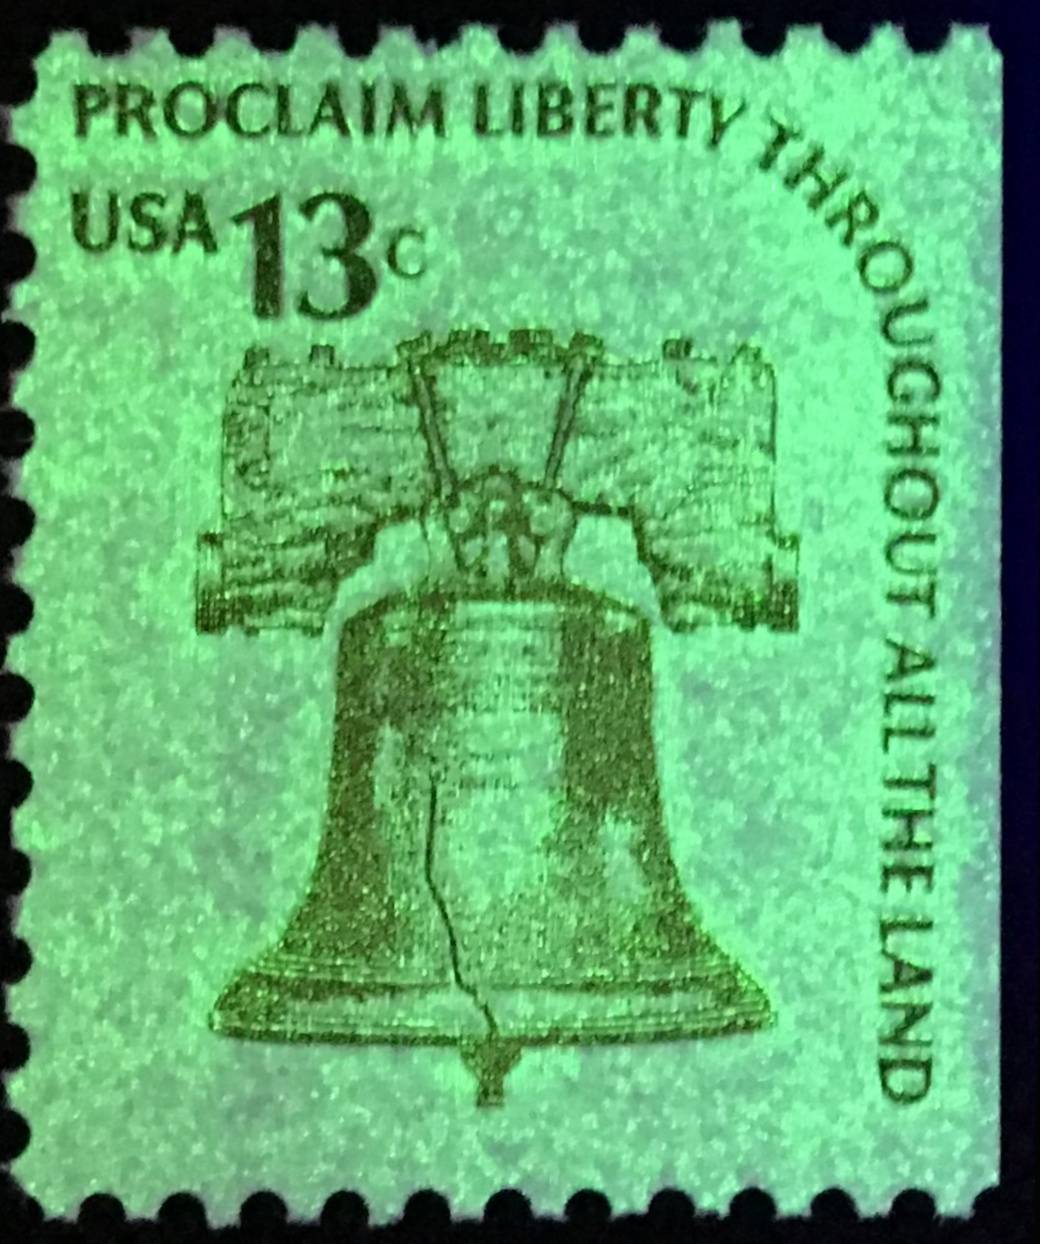 PROCLAIM LIBERTY THROUGHOUT ALL THE LAND
USA 13c